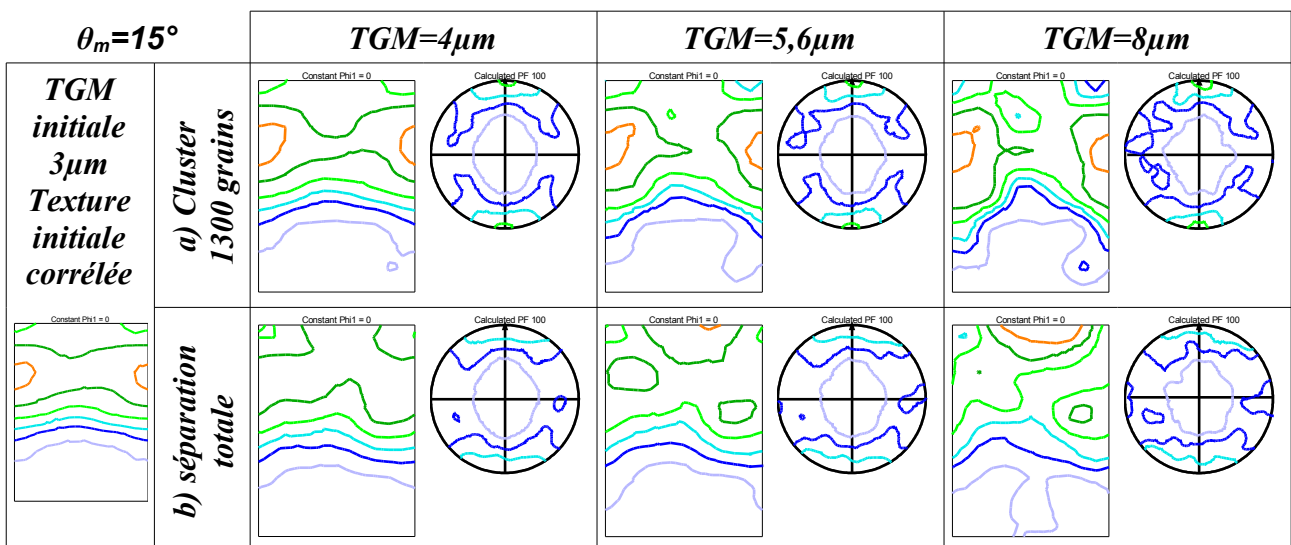 θm=15°
TGM=4µm
TGM=5,6µm
TGM=8µm
TGM
initiale
3µm
Texture
initiale
corrélée
Constant Phi1 = 0
a) Cluster
1300 grains
Constant Phi1 = 0
Calculated PF 100
Constant Phi1 = 0
Calculated PF 100
Constant Phi1 = 0
Calculated PF 100
b) séparation
totale
Constant Phi1 = 0
Calculated PF 100
Constant Phi1 = 0
Calculated PF 100
Constant Phi1 = 0
Calculated PF 100